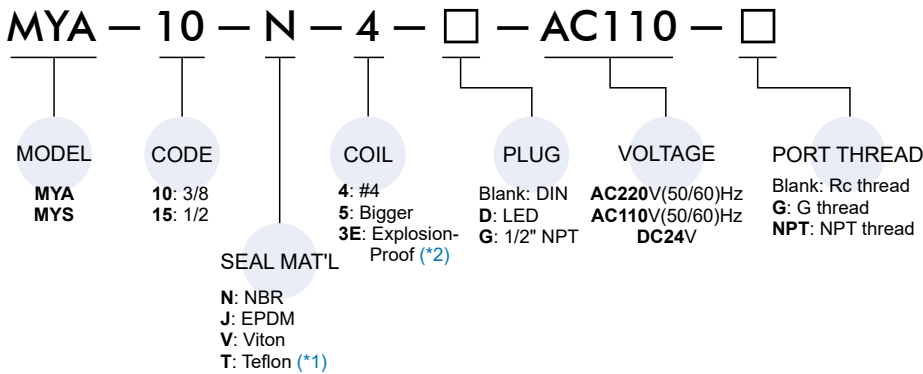 MYA – 10 – N – 4 – □ – AC110 – □
MODEL
MYA
MYS
CODE
10: 3/8
15: 1/2
SEAL MAT'L
N: NBR
J: EPDM
V: Viton
T: Teflon (*1)
COIL
4: #4
5: Bigger
3E: Explosion-
Proof (*2)
PLUG
Blank: DIN
D: LED
G: 1/2" NPT
VOLTAGE
AC220V(50/60)Hz
AC110V(50/60)Hz
DC24V
PORT THREAD
Blank: Rc thread
G: G thread
NPT: NPT thread